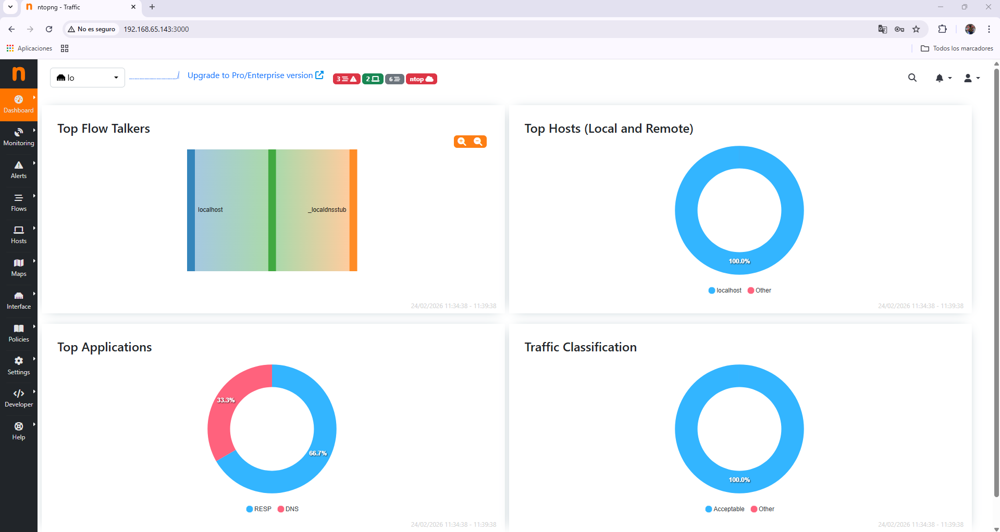 ntopng - Traffic
No es seguro
192.168.65.143:3000
Aplicaciones
Todos los marcadores
n
lo
Upgrade to Pro/Enterprise version
3
2
6
ntop
Dashboard
Monitoring
Alerts
Flows
Hosts
Maps
Interface
Policies
Settings
Developer
Help
Top Flow Talkers
localhost
_localdnsstub
24/02/2026 11:34:38 - 11:39:38
Top Hosts (Local and Remote)
100.0%
localhost Other
24/02/2026 11:34:38 - 11:39:38
Top Applications
33.3%
66.7%
RESP DNS
24/02/2026 11:34:38 - 11:39:38
Traffic Classification
100.0%
Acceptable Other
24/02/2026 11:34:38 - 11:39:38